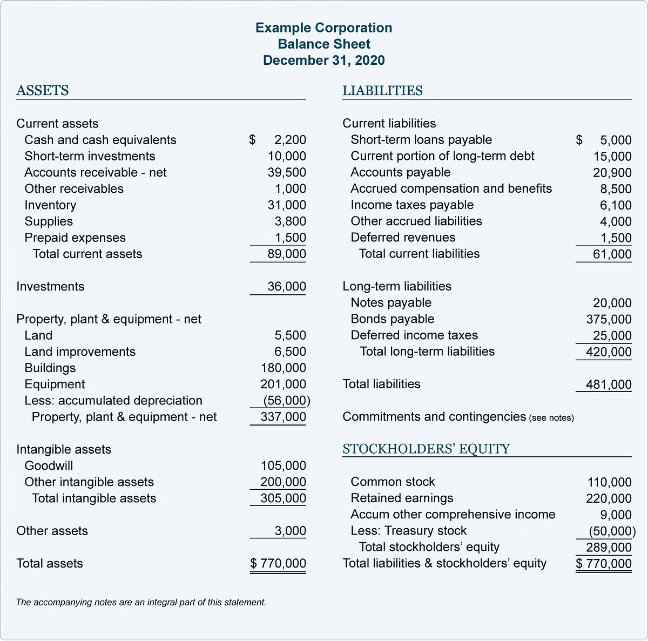 Example Corporation
Balance Sheet
December 31, 2020
ASSETS
Current assets
Cash and cash equivalents $ 2,200
Short-term investments 10,000
Accounts receivable - net 39,500
Other receivables 1,000
Inventory 31,000
Supplies 3,800
Prepaid expenses 1,500
Total current assets 89,000
Investments 36,000
Property, plant & equipment - net
Land 5,500
Land improvements 6,500
Buildings 180,000
Equipment 201,000
Less: accumulated depreciation (56,000)
Property, plant & equipment - net 337,000
Intangible assets
Goodwill 105,000
Other intangible assets 200,000
Total intangible assets 305,000
Other assets 3,000
Total assets $ 770,000
LIABILITIES
Current liabilities
Short-term loans payable $ 5,000
Current portion of long-term debt 15,000
Accounts payable 20,900
Accrued compensation and benefits 8,500
Income taxes payable 6,100
Other accrued liabilities 4,000
Deferred revenues 1,500
Total current liabilities 61,000
Long-term liabilities
Notes payable 20,000
Bonds payable 375,000
Deferred income taxes 25,000
Total long-term liabilities 420,000
Total liabilities 481,000
Commitments and contingencies (see notes)
STOCKHOLDERS’ EQUITY
Common stock 110,000
Retained earnings 220,000
Accum other comprehensive income 9,000
Less: Treasury stock (50,000)
Total stockholders’ equity 289,000
Total liabilities & stockholders’ equity $ 770,000
The accompanying notes are an integral part of this statement.